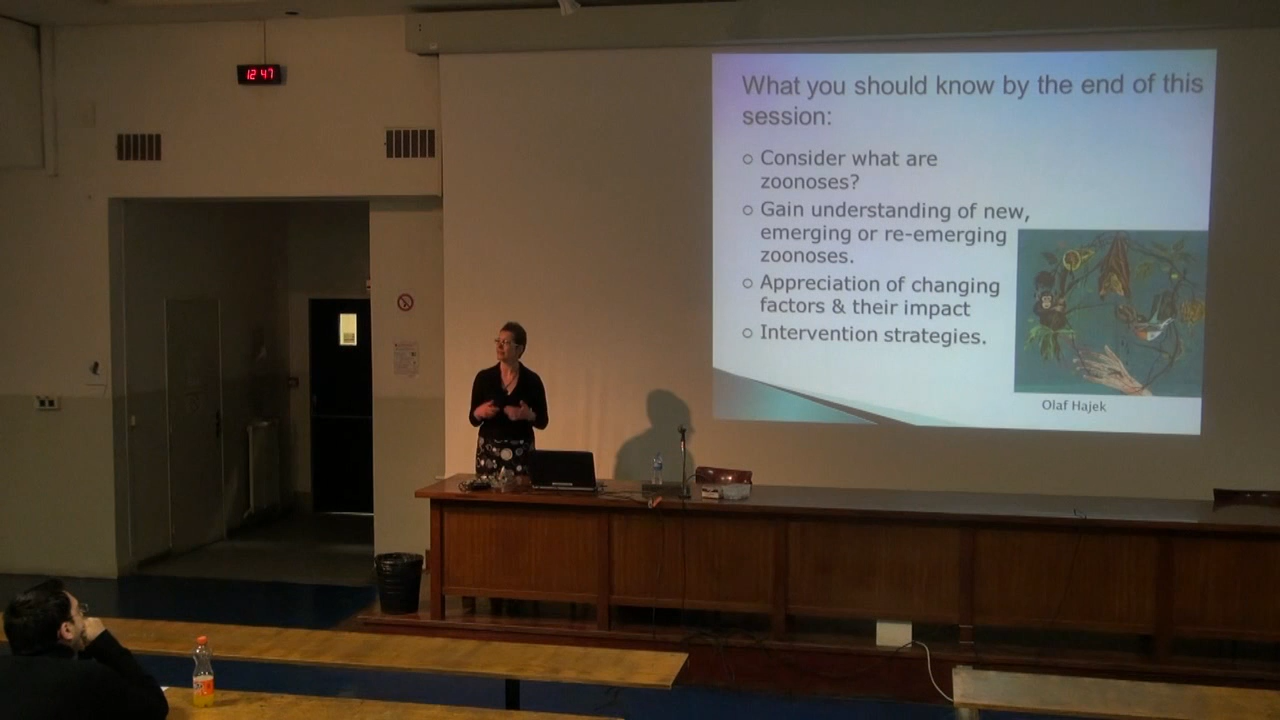 12 47
What you should know by the end of this
session:
○ Consider what are
zoonoses?
○ Gain understanding of new,
emerging or re-emerging
zoonoses.
○ Appreciation of changing
factors & their impact
○ Intervention strategies.
Olaf Hajek